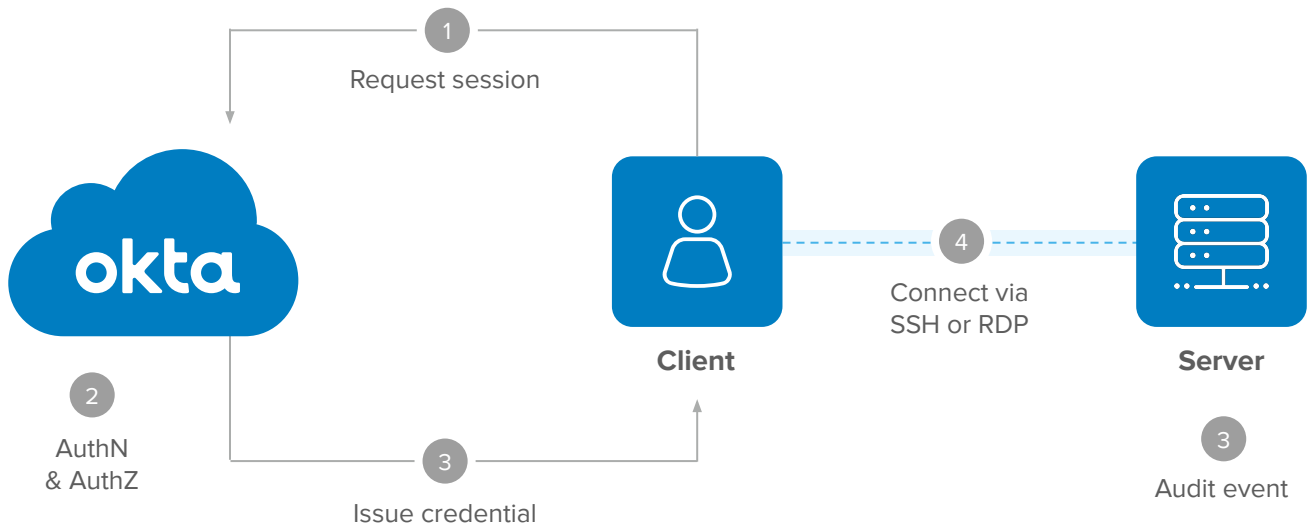 1
Request session
okta
2
AuthN
& AuthZ
3
Issue credential
Client
4
Connect via
SSH or RDP
Server
3
Audit event